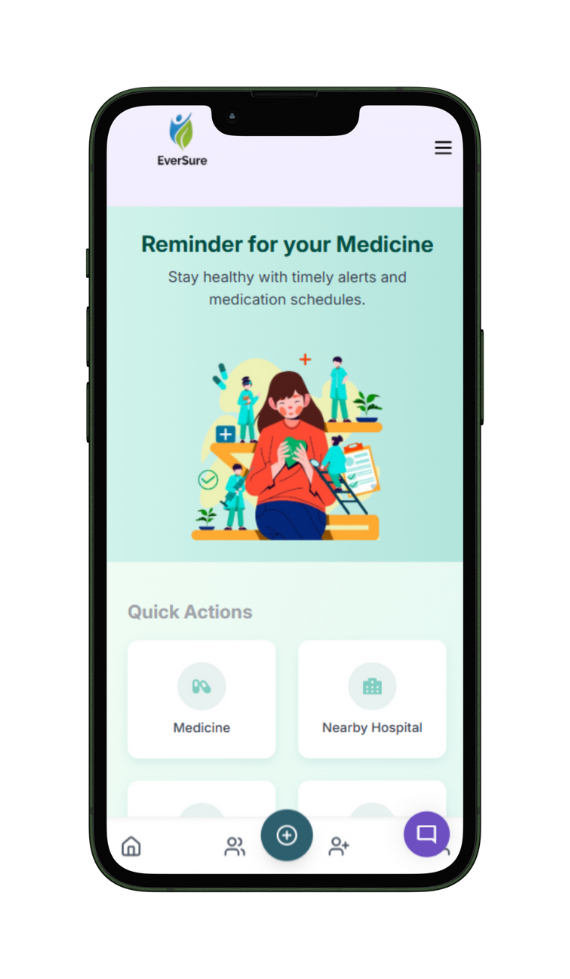 EverSure
Reminder for your Medicine
Stay healthy with timely alerts and
medication schedules.
Quick Actions
Medicine
Nearby Hospital